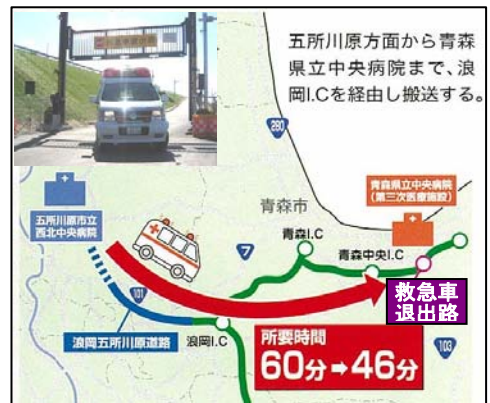 五所川原方面から青森
県立中央病院まで、浪
岡I.Cを経由し搬送する。
280
青森県立中央病院
(第三次医療施設)
五所川原市立
西北中央病院
青森市
青森I.C
7
青森中央I.C
救急車
退出路
101
浪岡五所川原道路
浪岡I.C
所要時間
60分➡46分
103